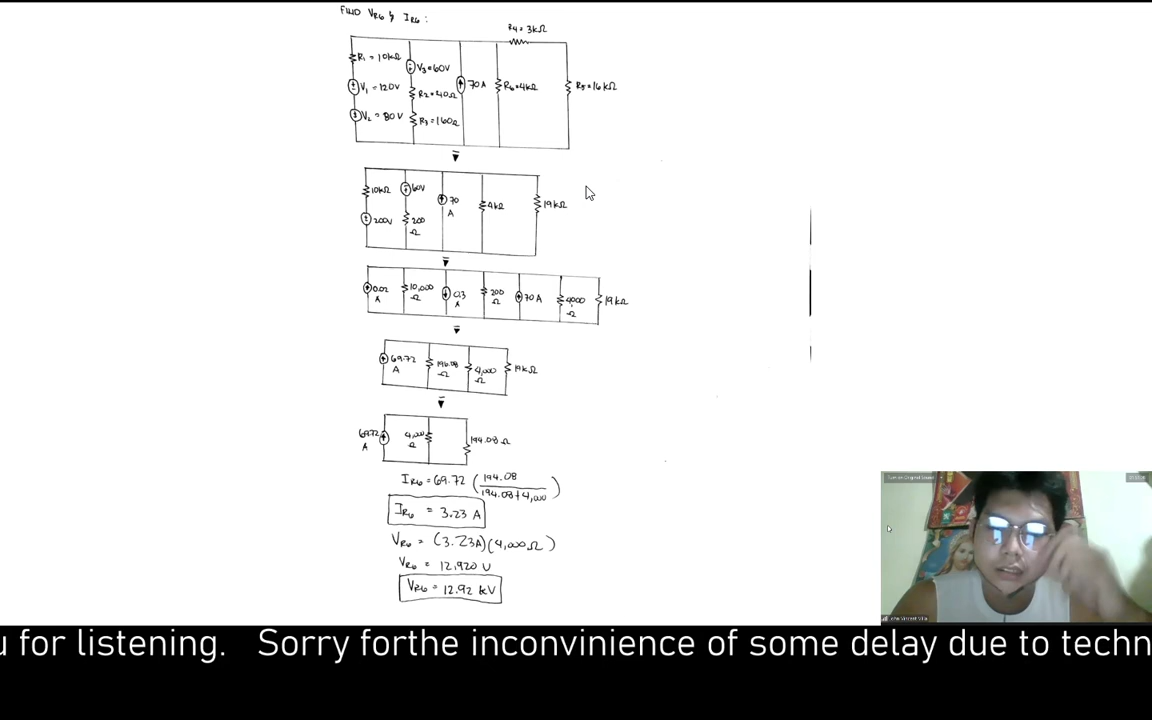 FIND VR6 & IR6:
R4 = 3kΩ
R1 = 10kΩ
V3 = 60V
V1 = 120V
R2 = 40Ω
70 A
R6 = 4kΩ
R5 = 16kΩ
V2 = 80V
R3 = 160Ω
10kΩ
60V
70 A
4kΩ
19kΩ
200V
200 Ω
0.02 A
10,000 Ω
0.3 A
200 Ω
70 A
4000 Ω
19kΩ
69.72 A
196.08 Ω
4,000 Ω
19kΩ
69.72 A
4,000 Ω
194.08 Ω
IR6 = 69.72 (194.08 / 194.08 + 4,000)
IR6 = 3.23 A
VR6 = (3.23A)(4,000Ω)
VR6 = 12,920 V
VR6 = 12.92 kV
u for listening. Sorry forthe inconvinience of some delay due to techn